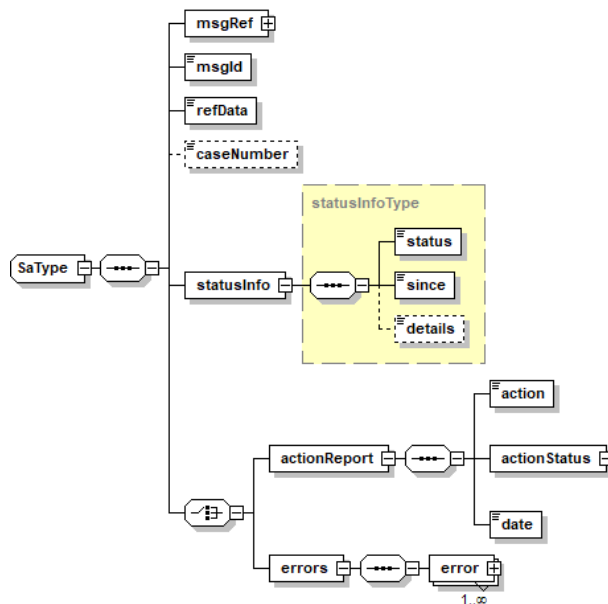 msgRef
msgId
refData
caseNumber
statusInfoType
status
SaType
statusInfo
since
details
action
actionReport
actionStatus
date
errors
error
1..∞